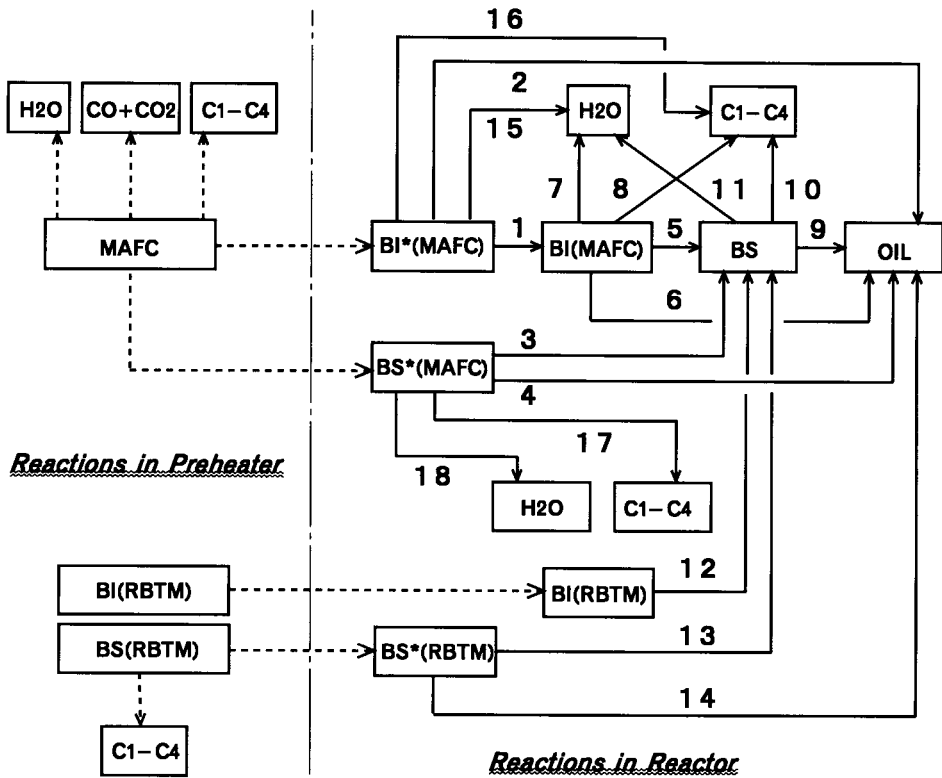 16
2
H2O
CO+CO2
C1-C4
15
H2O
C1-C4
7
8
11
10
MAFC
BI*(MAFC)
1
BI(MAFC)
5
BS
9
OIL
6
3
BS*(MAFC)
4
17
Reactions in Preheater
18
H2O
C1-C4
BI(RBTM)
BI(RBTM)
12
BS(RBTM)
BS*(RBTM)
13
14
C1-C4
Reactions in Reactor